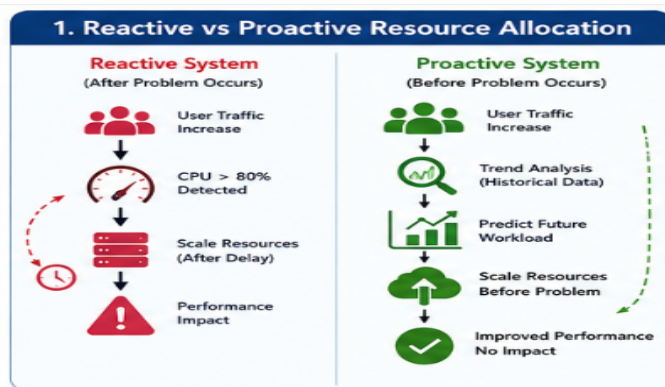 1. Reactive vs Proactive Resource Allocation
Reactive System
(After Problem Occurs)
User Traffic
Increase
CPU > 80%
Detected
Scale Resources
(After Delay)
Performance
Impact
Proactive System
(Before Problem Occurs)
User Traffic
Increase
Trend Analysis
(Historical Data)
Predict Future
Workload
Scale Resources
Before Problem
Improved Performance
No Impact